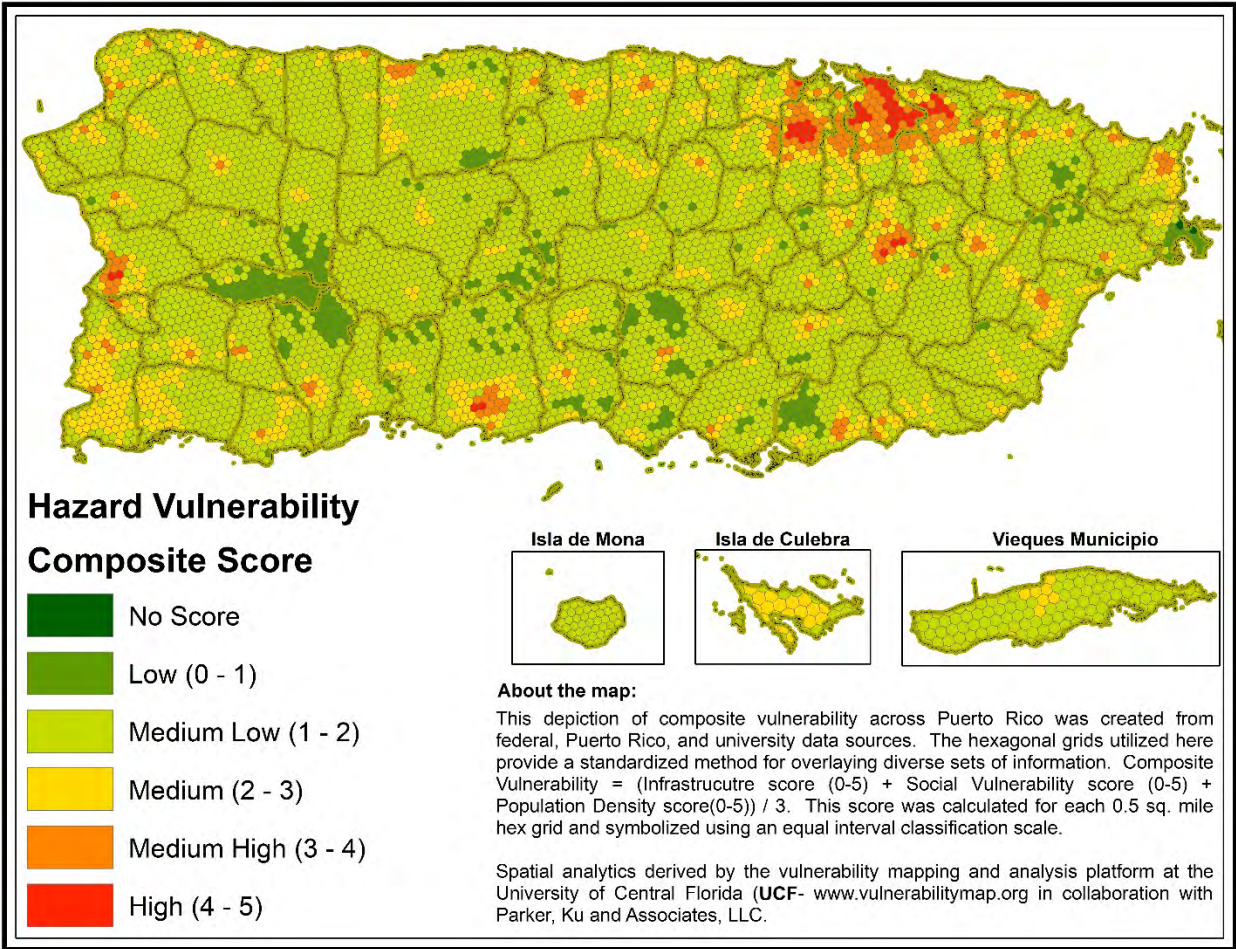 Hazard Vulnerability
Composite Score
No Score
Low (0 - 1)
Medium Low (1 - 2)
Medium (2 - 3)
Medium High (3 - 4)
High (4 - 5)
Isla de Mona
Isla de Culebra
Vieques Municipio
About the map:
This depiction of composite vulnerability across Puerto Rico was created from
federal, Puerto Rico, and university data sources. The hexagonal grids utilized here
provide a standardized method for overlaying diverse sets of information. Composite
Vulnerability = (Infrastrucutre score (0-5) + Social Vulnerability score (0-5) +
Population Density score(0-5)) / 3. This score was calculated for each 0.5 sq. mile
hex grid and symbolized using an equal interval classification scale.
Spatial analytics derived by the vulnerability mapping and analysis platform at the
University of Central Florida (UCF- www.vulnerabilitymap.org in collaboration with
Parker, Ku and Associates, LLC.